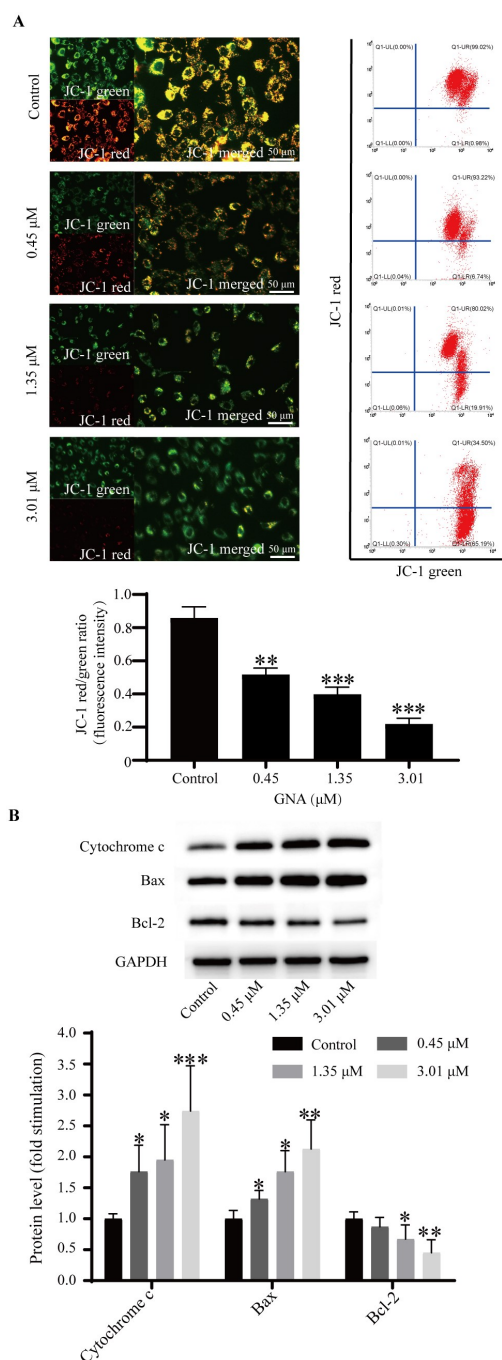 A
Control
JC-1 green
JC-1 red
JC-1 merged
50 μm
0.45 μM
JC-1 green
JC-1 red
JC-1 merged
50 μm
1.35 μM
JC-1 green
JC-1 red
JC-1 merged
50 μm
3.01 μM
JC-1 green
JC-1 red
JC-1 merged
50 μm
JC-1 red
Q1-UL(0.00%) Q1-UR(99.02%)
Q1-LL(0.00%) Q1-LR(0.98%)
Q1-UL(0.00%) Q1-UR(93.22%)
Q1-LL(0.04%) Q1-LR(6.74%)
Q1-UL(0.01%) Q1-UR(80.02%)
Q1-LL(0.06%) Q1-LR(19.91%)
Q1-UL(0.01%) Q1-UR(34.50%)
Q1-LL(0.30%) Q1-LR(65.19%)
JC-1 green
JC-1 red/green ratio
(fluorescence intensity)
1.0
0.8
0.6
0.4
0.2
0
**
***
***
Control 0.45 1.35 3.01
GNA (μM)
B
Cytochrome c
Bax
Bcl-2
GAPDH
Control 0.45 μM 1.35 μM 3.01 μM
Protein level (fold stimulation)
4.0
3.5
3.0
2.5
2.0
1.5
1.0
0.5
0.0
Control 0.45 μM
1.35 μM 3.01 μM
* * ***
* * **
* **
Cytochrome c Bax Bcl-2